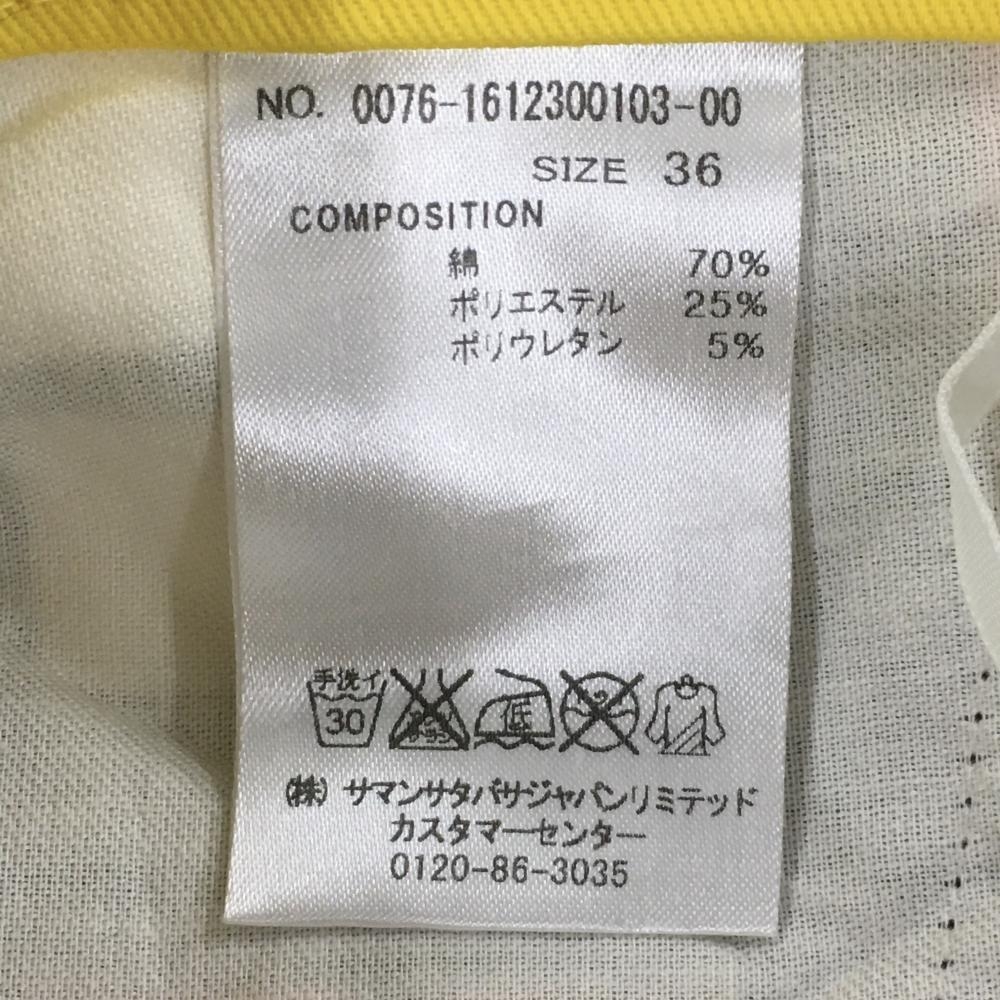 NO. 0076-1612300103-00
SIZE 36
COMPOSITION
綿 70%
ポリエステル 25%
ポリウレタン 5%
手洗イ
30
低
(株) サマンサタバサジャパンリミテッド
カスタマーセンター
0120-86-3035